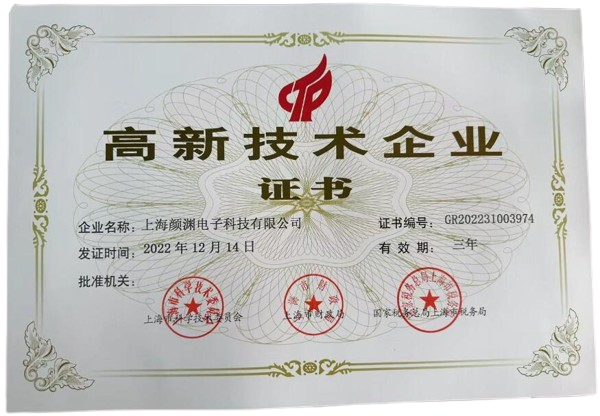 高新技术企业
证书
企业名称：上海颜渊电子科技有限公司
证书编号：GR202231003974
发证时间：2022年12月14日
有效期：三年
批准机关：
上海市科学技术委员会
上海市财政局
国家税务总局上海市税务局